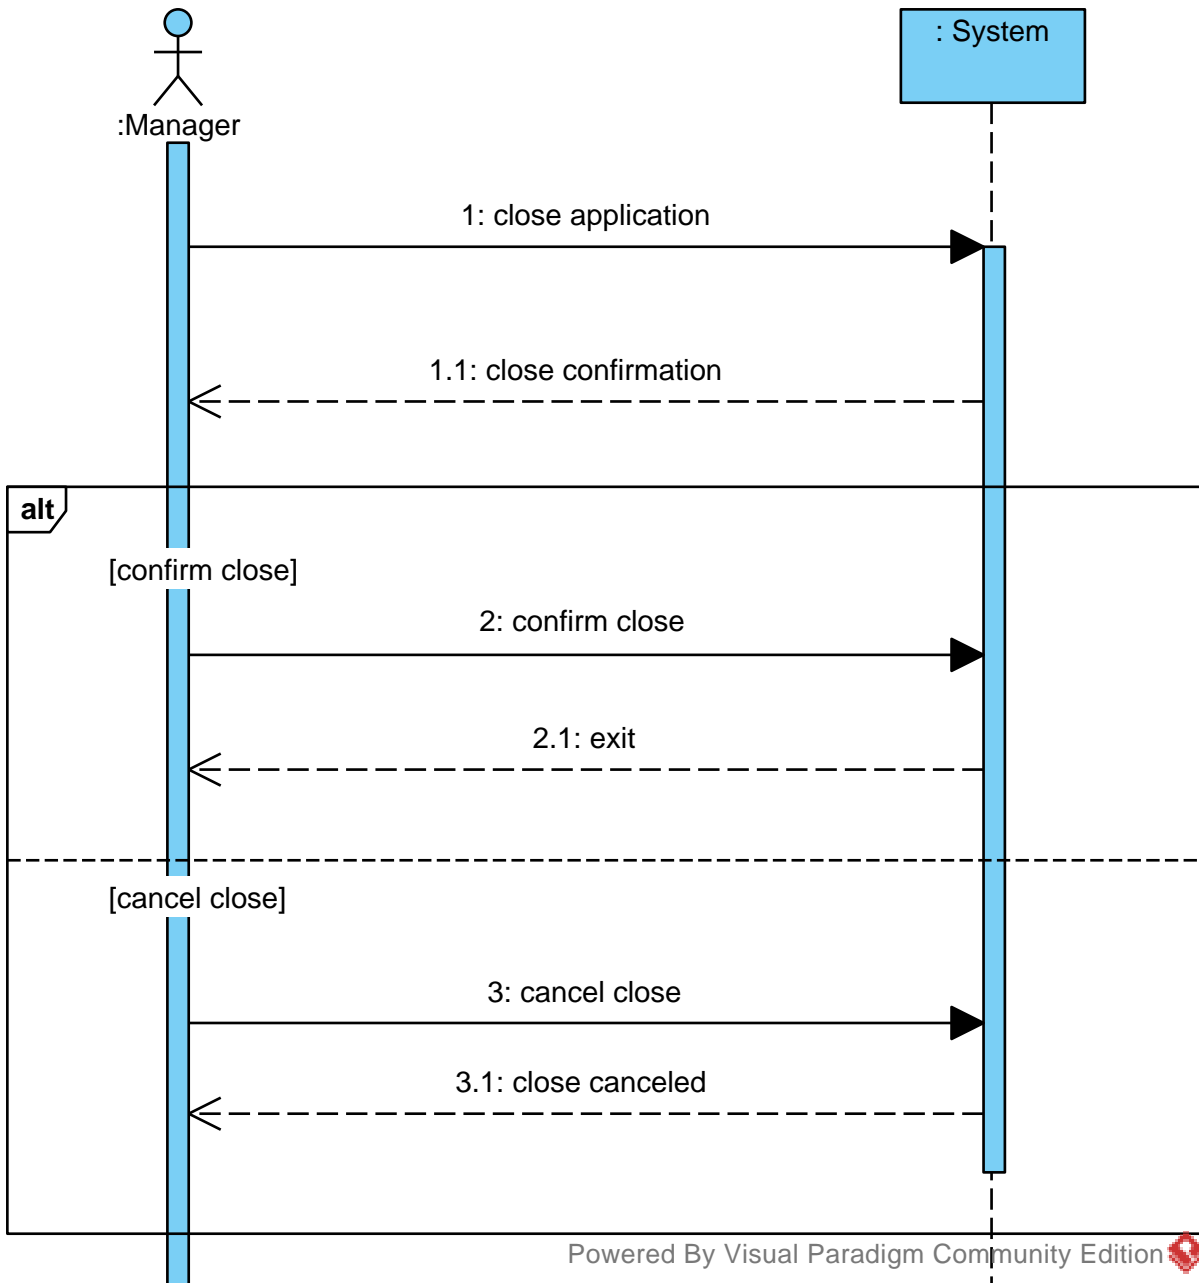 : System
:Manager
1: close application
1.1: close confirmation
alt
[confirm close]
2: confirm close
2.1: exit
[cancel close]
3: cancel close
3.1: close canceled
Powered By Visual Paradigm Community Edition